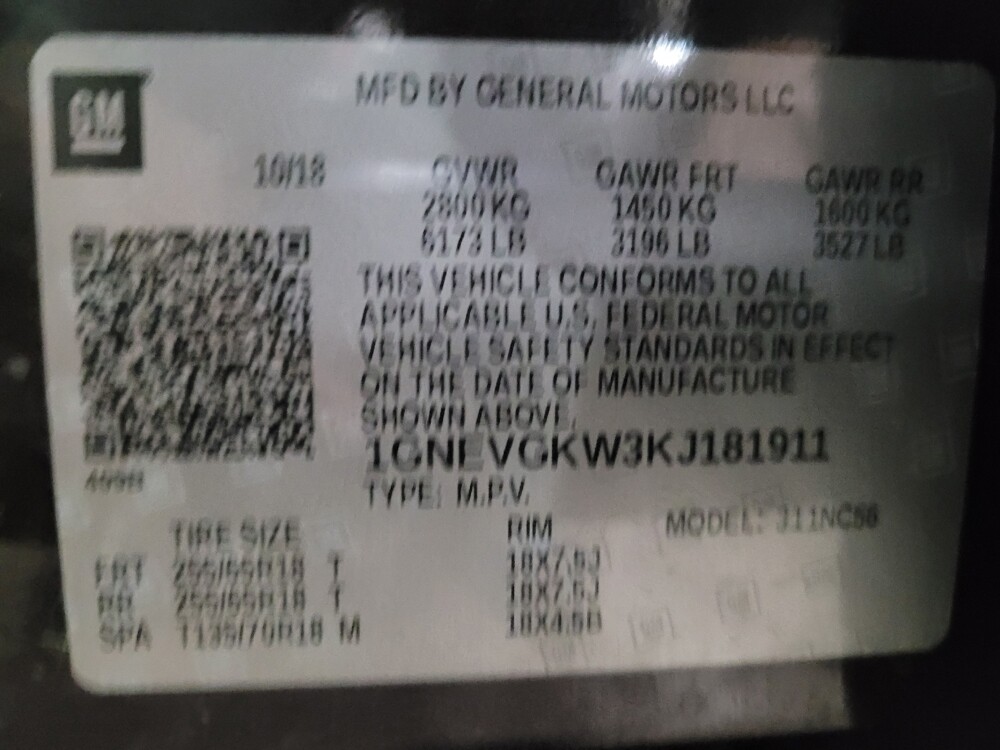 GM
MFD BY GENERAL MOTORS LLC
10/18 GVWR GAWR FRT GAWR RR
2800 KG 1450 KG 1600 KG
6173 LB 3196 LB 3527 LB
THIS VEHICLE CONFORMS TO ALL
APPLICABLE U.S. FEDERAL MOTOR
VEHICLE SAFETY STANDARDS IN EFFECT
ON THE DATE OF MANUFACTURE
SHOWN ABOVE.
1GNEVGKW3KJ181911
TYPE: M.P.V.
TIRE SIZE RIM MODEL:
FRT 255/65R18 T 18X7.5J
RR 255/65R18 T 18X7.5J
SPA T135/70R18 M 18X4.5B